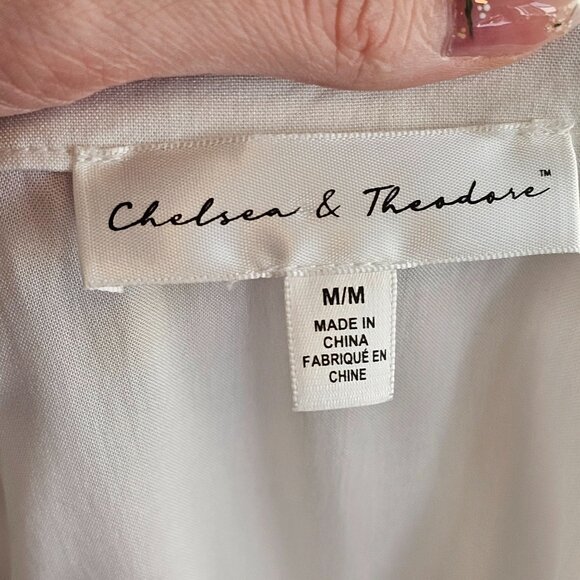 Chelsea & Theodore™
M/M
MADE IN
CHINA
FABRIQUÉ EN
CHINE